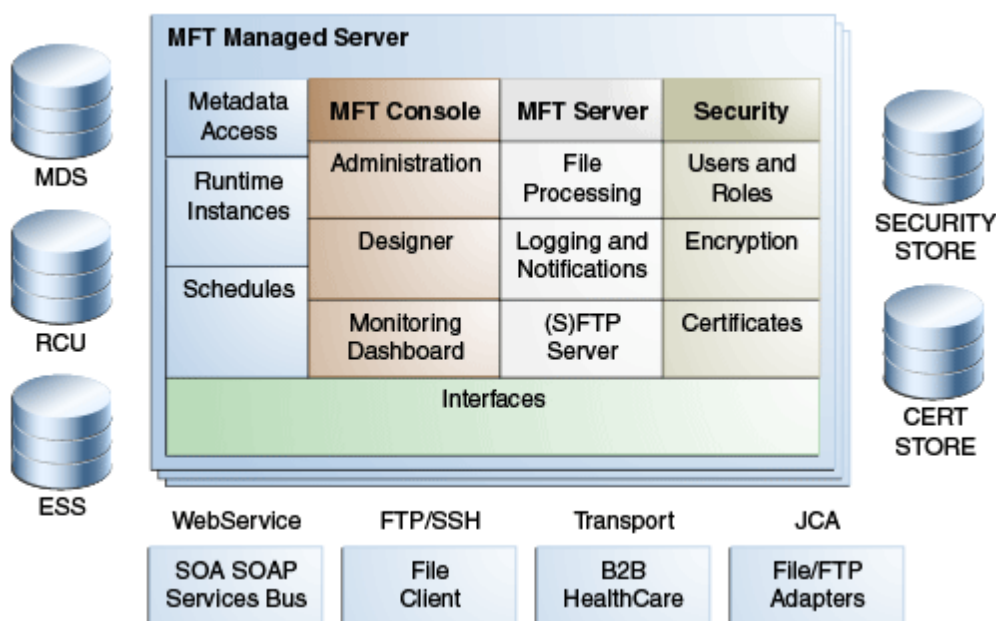 MFT Managed Server
MDS
RCU
ESS
Metadata
Access
Runtime
Instances
Schedules
MFT Console
Administration
Designer
Monitoring
Dashboard
MFT Server
File
Processing
Logging and
Notifications
(S)FTP
Server
Security
Users and
Roles
Encryption
Certificates
Interfaces
SECURITY
STORE
CERT
STORE
WebService
SOA SOAP
Services Bus
FTP/SSH
File
Client
Transport
B2B
HealthCare
JCA
File/FTP
Adapters